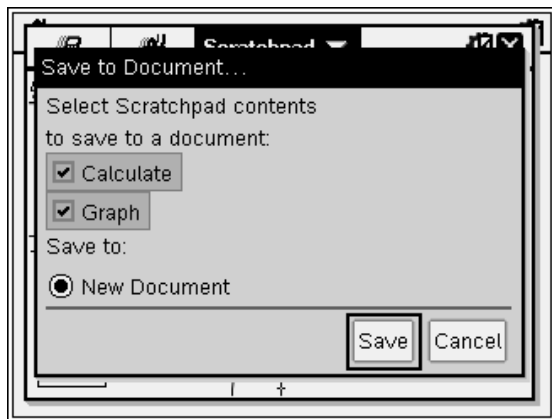 Scratchpad
Save to Document...
Select Scratchpad contents
to save to a document:
Calculate
Graph
Save to:
New Document
Save Cancel